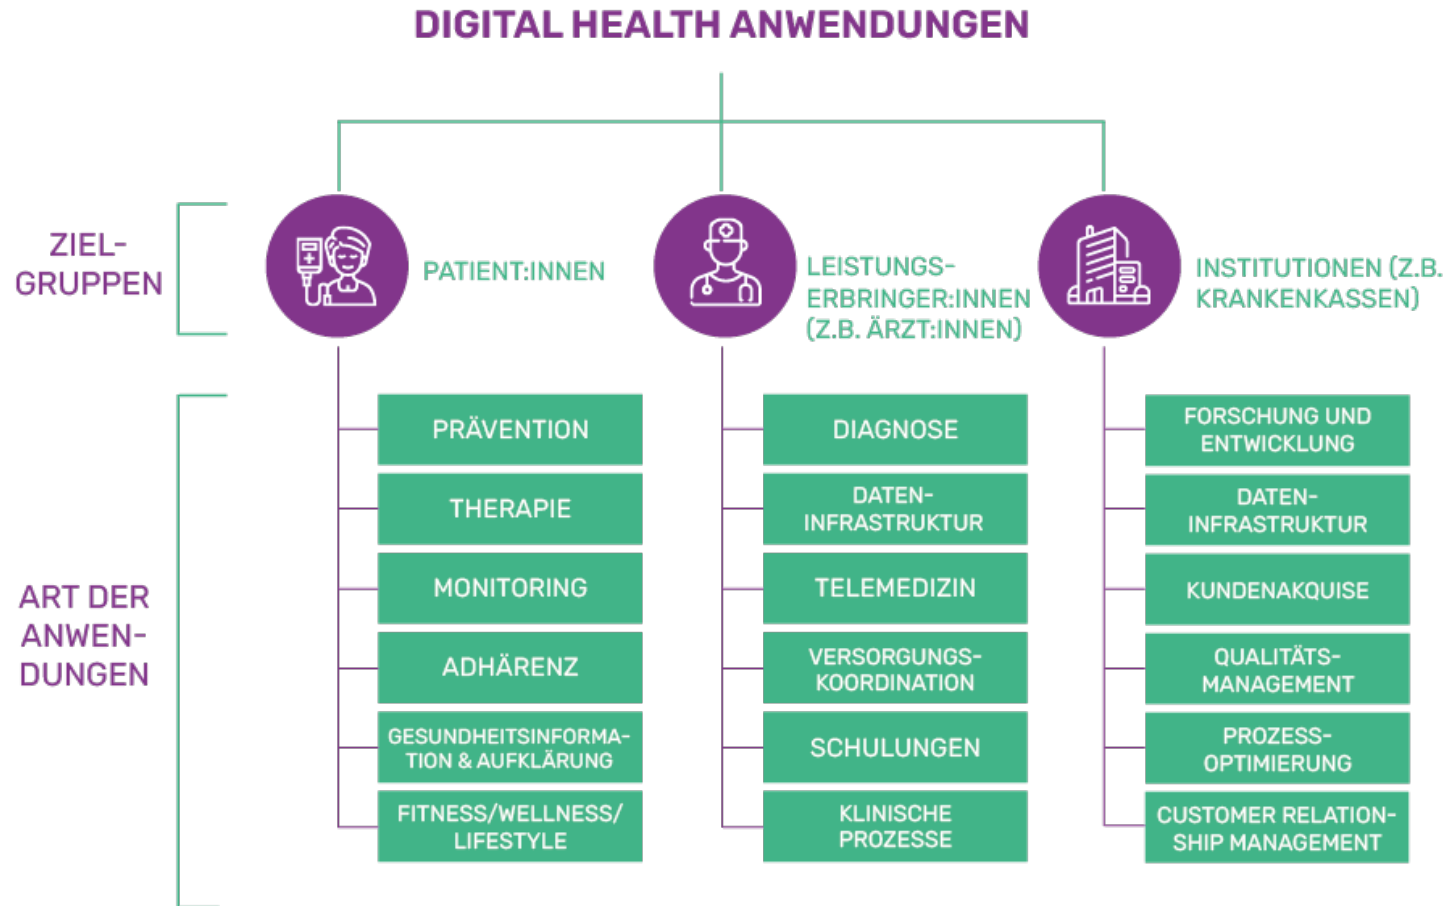 DIGITAL HEALTH ANWENDUNGEN
ZIEL-
GRUPPEN
PATIENT:INNEN
LEISTUNGS-
ERBRINGER:INNEN
(Z.B. ÄRZT:INNEN)
INSTITUTIONEN (Z.B.
KRANKENKASSEN)
ART DER
ANWEN-
DUNGEN
PRÄVENTION
THERAPIE
MONITORING
ADHÄRENZ
GESUNDHEITSINFORMA-
TION & AUFKLÄRUNG
FITNESS/WELLNESS/
LIFESTYLE
DIAGNOSE
DATEN-
INFRASTRUKTUR
TELEMEDIZIN
VERSORGUNGS-
KOORDINATION
SCHULUNGEN
KLINISCHE
PROZESSE
FORSCHUNG UND
ENTWICKLUNG
DATEN-
INFRASTRUKTUR
KUNDENAKQUISE
QUALITÄTS-
MANAGEMENT
PROZESS-
OPTIMIERUNG
CUSTOMER RELATION-
SHIP MANAGEMENT